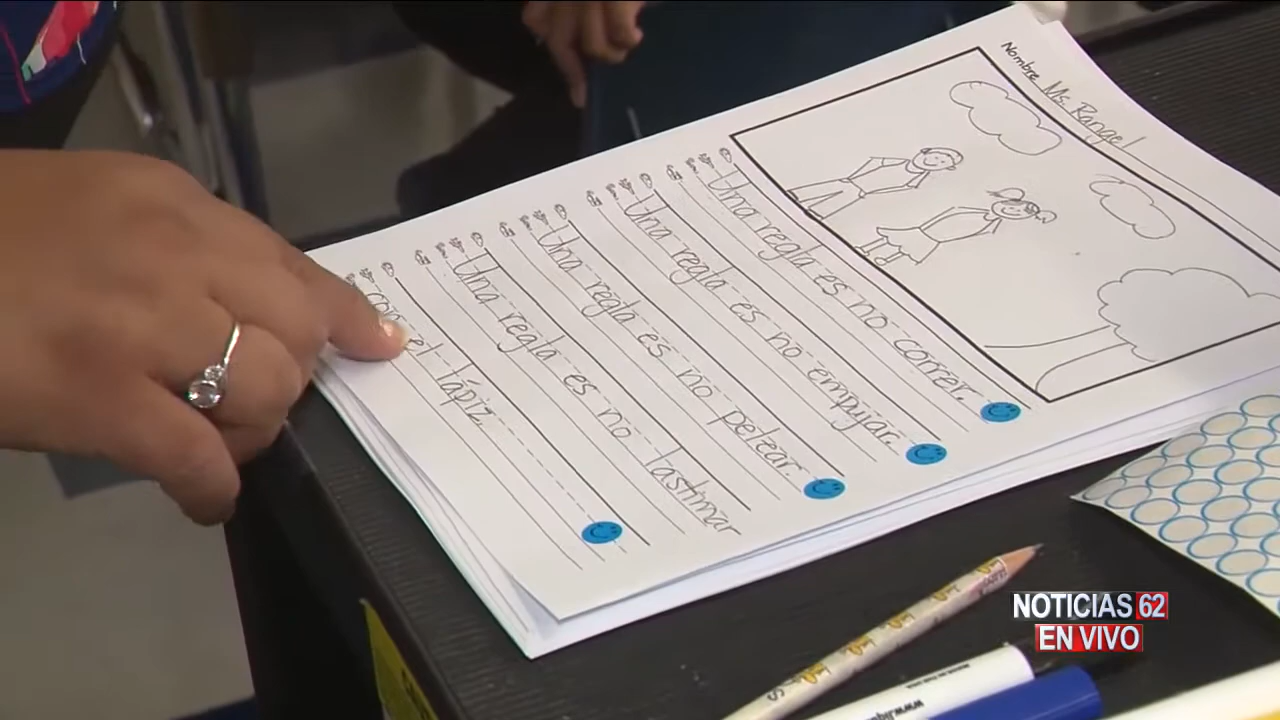 Nombre Ms. Rangel
Una regla es no correr.
Una regla es no empujar.
Una regla es no pelear.
Una regla es no lastimar
con el lápiz.
NOTICIAS 62
EN VIVO